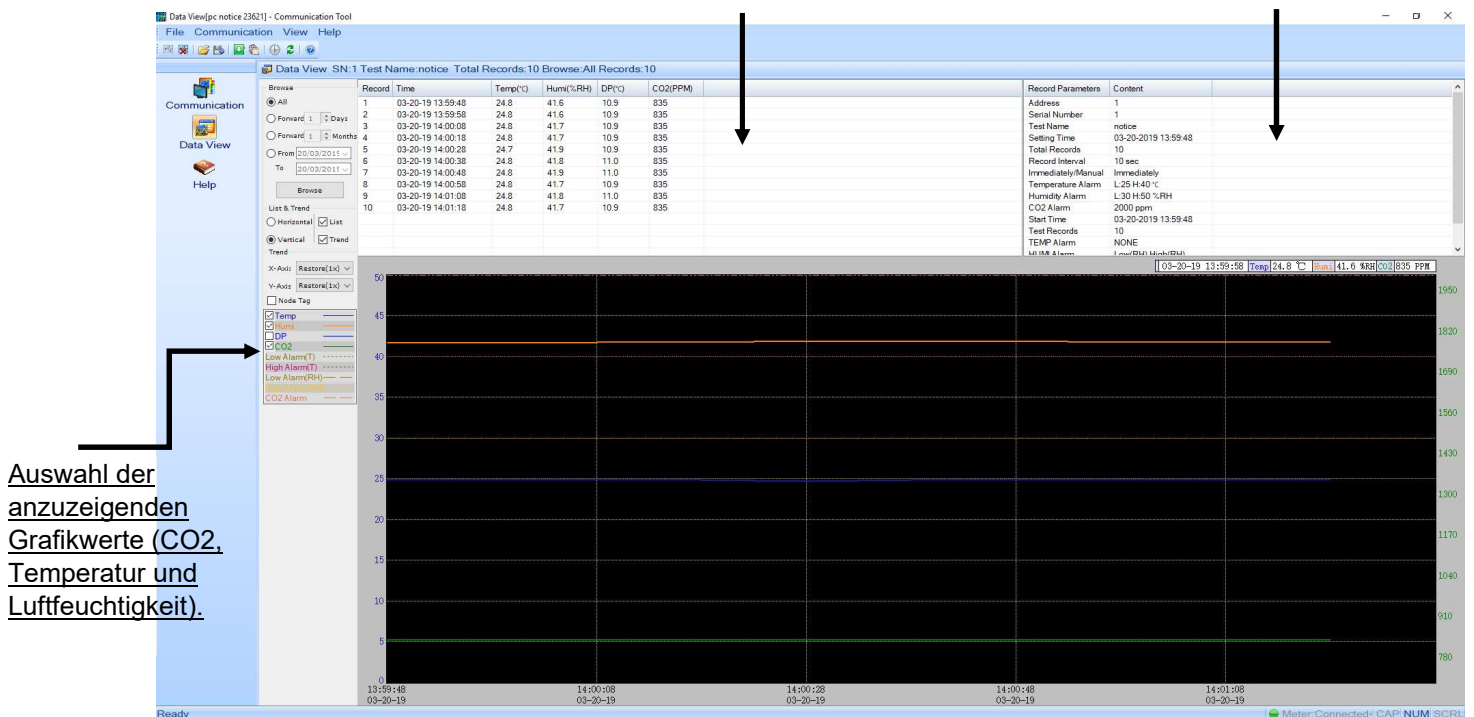 Data View[pc notice 23621] - Communication Tool
File Communication View Help
Data View SN:1 Test Name:notice Total Records:10 Browse:All Records:10
Communication
Data View
Help
Browse
All
Forward 1 Days
Forward 1 Months
From 20/03/2019
To 20/03/2019
Browse
List & Trend
Horizontal List
Vertical Trend
Trend
X-Axis Restore(1x)
Y-Axis Restore(1x)
Node Tag
Temp
Humi
DP
CO2
Low Alarm(T)
High Alarm(T)
Low Alarm(RH)
High Alarm(RH)
CO2 Alarm
Record Time Temp(°C) Humi(%RH) DP(°C) CO2(PPM)
1 03-20-19 13:59:48 24.8 41.6 10.9 835
2 03-20-19 13:59:58 24.8 41.6 10.9 835
3 03-20-19 14:00:08 24.8 41.7 10.9 835
4 03-20-19 14:00:18 24.8 41.7 10.9 835
5 03-20-19 14:00:28 24.7 41.9 10.9 835
6 03-20-19 14:00:38 24.8 41.8 11.0 835
7 03-20-19 14:00:48 24.8 41.9 11.0 835
8 03-20-19 14:00:58 24.8 41.7 10.9 835
9 03-20-19 14:01:08 24.8 41.8 11.0 835
10 03-20-19 14:01:18 24.8 41.7 10.9 835
Record Parameters Content
Address 1
Serial Number 1
Test Name notice
Setting Time 03-20-2019 13:59:48
Total Records 10
Record Interval 10 sec
Immediately/Manual Immediately
Temperature Alarm L:25 H:40 °C
Humidity Alarm L:30 H:50 %RH
CO2 Alarm 2000 ppm
Start Time 03-20-2019 13:59:48
Test Records 10
TEMP Alarm NONE
HUMI Alarm Low(RH) High(RH)
03-20-19 13:59:58 Temp 24.8 °C Humi 41.6 %RH CO2 835 PPM
50
45
40
35
30
25
20
15
10
5
0
1950
1820
1690
1560
1430
1300
1170
1040
910
780
13:59:48 14:00:08 14:00:28 14:00:48 14:01:08
03-20-19 03-20-19 03-20-19 03-20-19 03-20-19
Auswahl der
anzuzeigenden
Grafikwerte (CO2,
Temperatur und
Luftfeuchtigkeit).
Ready
Meter:Connected- CAP NUM SCRL